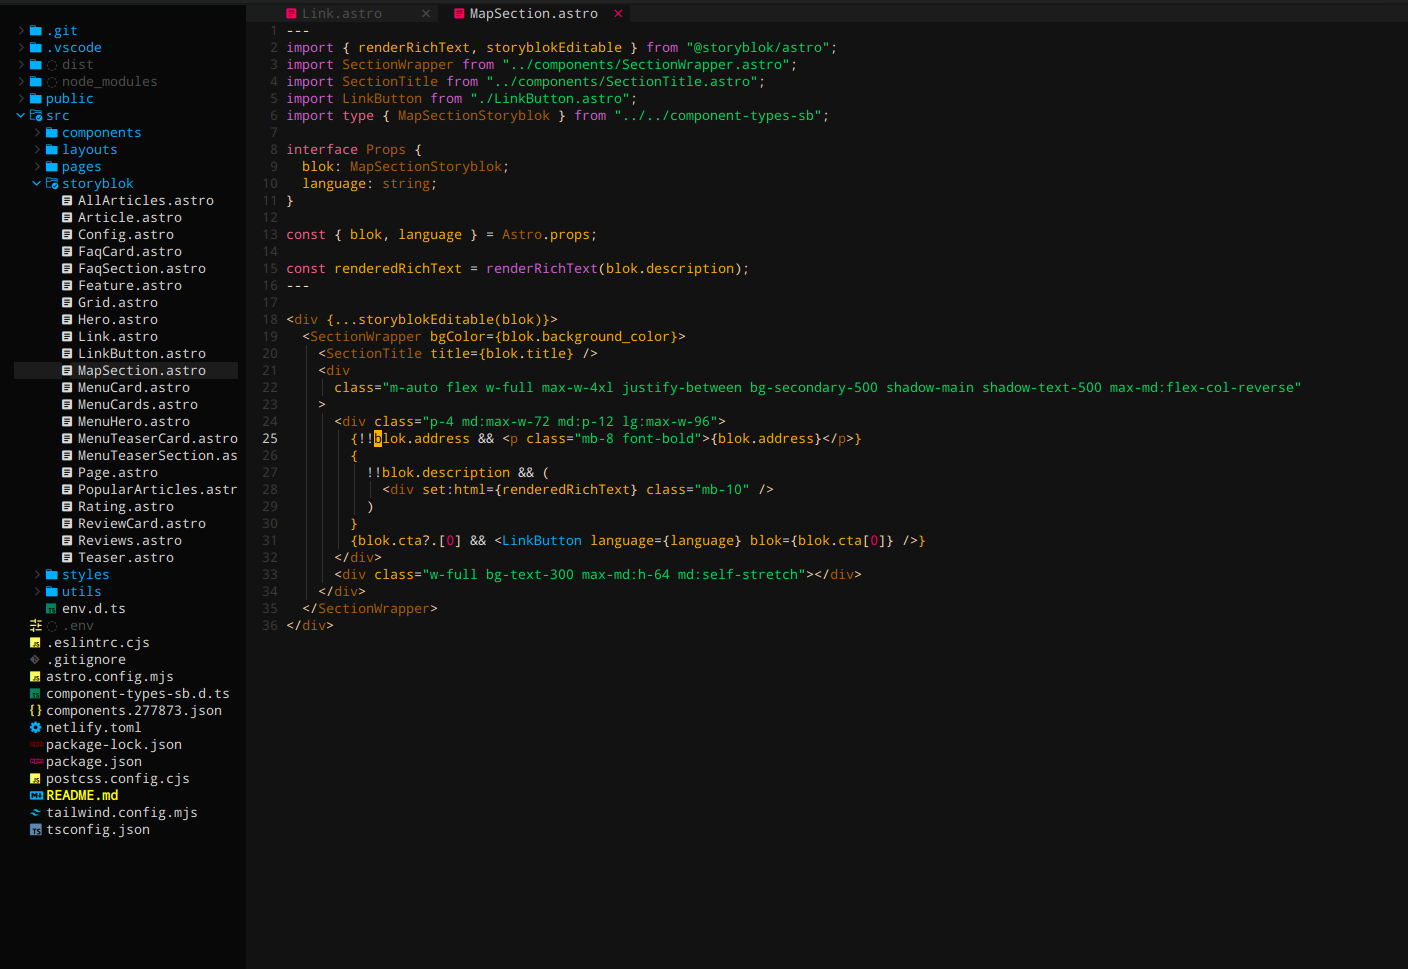 Link.astro ×
MapSection.astro ×
.git
.vscode
dist
node_modules
public
src
components
layouts
pages
storyblok
AllArticles.astro
Article.astro
Config.astro
FaqCard.astro
FaqSection.astro
Feature.astro
Grid.astro
Hero.astro
Link.astro
LinkButton.astro
MapSection.astro
MenuCard.astro
MenuCards.astro
MenuHero.astro
MenuTeaserCard.astro
MenuTeaserSection.as
Page.astro
PopularArticles.astr
Rating.astro
ReviewCard.astro
Reviews.astro
Teaser.astro
styles
utils
env.d.ts
.env
.eslintrc.cjs
.gitignore
astro.config.mjs
component-types-sb.d.ts
components.277873.json
netlify.toml
package-lock.json
package.json
postcss.config.cjs
README.md
tailwind.config.mjs
tsconfig.json
1 ---
2 import { renderRichText, storyblokEditable } from "@storyblok/astro";
3 import SectionWrapper from "../components/SectionWrapper.astro";
4 import SectionTitle from "../components/SectionTitle.astro";
5 import LinkButton from "./LinkButton.astro";
6 import type { MapSectionStoryblok } from "../../component-types-sb";
7
8 interface Props {
9   blok: MapSectionStoryblok;
10   language: string;
11 }
12
13 const { blok, language } = Astro.props;
14
15 const renderedRichText = renderRichText(blok.description);
16 ---
17
18 <div {...storyblokEditable(blok)}>
19   <SectionWrapper bgColor={blok.background_color}>
20     <SectionTitle title={blok.title} />
21     <div
22       class="m-auto flex w-full max-w-4xl justify-between bg-secondary-500 shadow-main shadow-text-500 max-md:flex-col-reverse"
23     >
24       <div class="p-4 md:max-w-72 md:p-12 lg:max-w-96">
25         {!!blok.address && <p class="mb-8 font-bold">{blok.address}</p>}
26         {
27           !!blok.description && (
28             <div set:html={renderedRichText} class="mb-10" />
29           )
30         }
31         {blok.cta?.[0] && <LinkButton language={language} blok={blok.cta[0]} />}
32       </div>
33       <div class="w-full bg-text-300 max-md:h-64 md:self-stretch"></div>
34     </div>
35   </SectionWrapper>
36 </div>